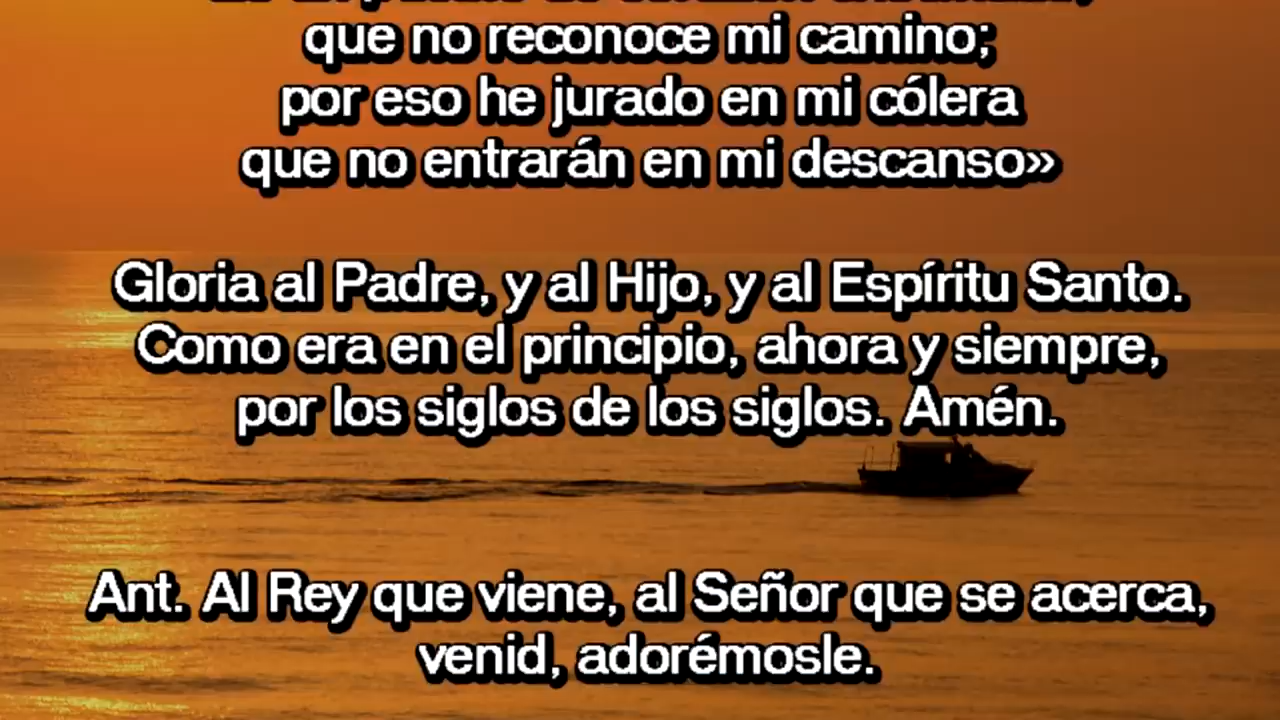 que no reconoce mi camino;
por eso he jurado en mi cólera
que no entrarán en mi descanso»
Gloria al Padre, y al Hijo, y al Espíritu Santo.
Como era en el principio, ahora y siempre,
por los siglos de los siglos. Amén.
Ant. Al Rey que viene, al Señor que se acerca,
venid, adorémosle.